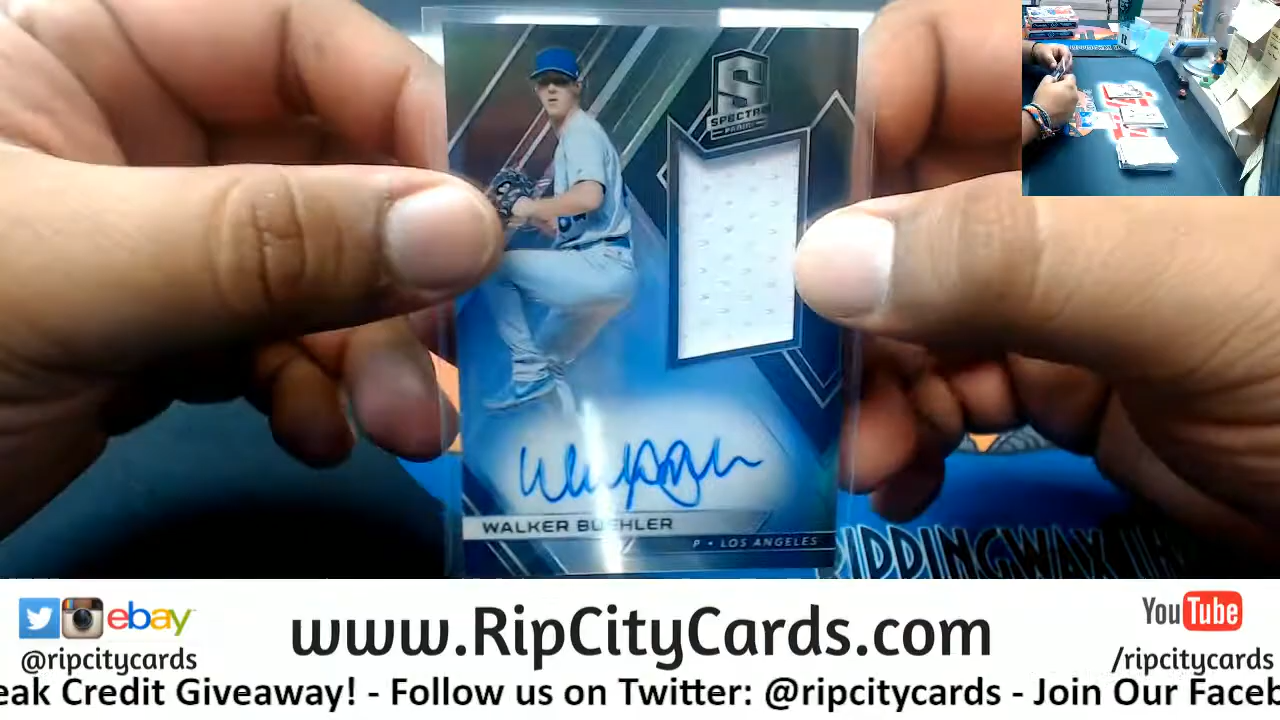 S
SPECTRA
PANINI
WALKER BUEHLER
P • LOS ANGELES
RIPPINGWAX
ebay
@ripcitycards
www.RipCityCards.com
YouTube
/ripcitycards
eak Credit Giveaway! - Follow us on Twitter: @ripcitycards - Join Our Faceb